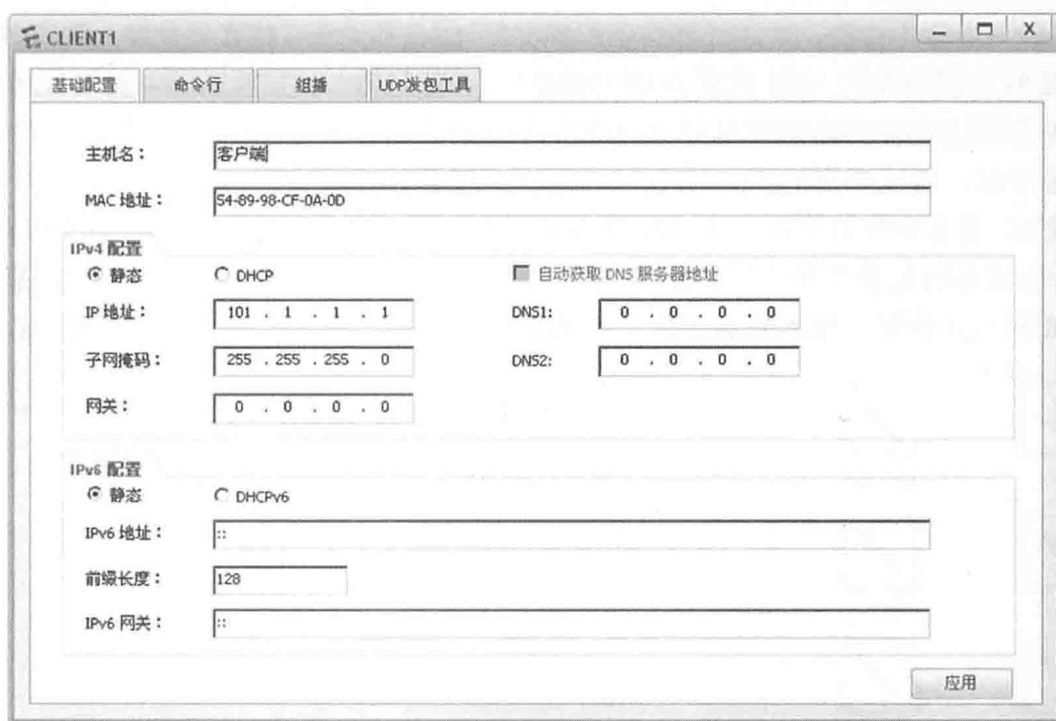 CLIENT1
基础配置 命令行 组播 UDP发包工具
主机名： 客户端
MAC 地址： 54-89-98-CF-0A-0D
IPv4 配置
静态 DHCP 自动获取 DNS 服务器地址
IP 地址： 101 . 1 . 1 . 1 DNS1: 0 . 0 . 0 . 0
子网掩码： 255 . 255 . 255 . 0 DNS2: 0 . 0 . 0 . 0
网关： 0 . 0 . 0 . 0
IPv6 配置
静态 DHCPv6
IPv6 地址： ::
前缀长度： 128
IPv6 网关： ::
应用